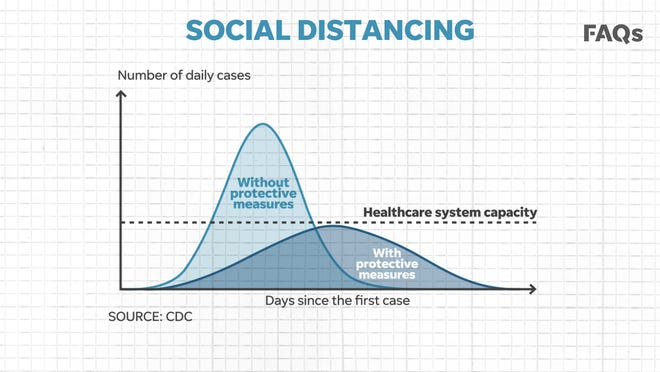 SOCIAL DISTANCING
FAQs
Number of daily cases
Without
protective
measures
Healthcare system capacity
With
protective
measures
Days since the first case
SOURCE: CDC